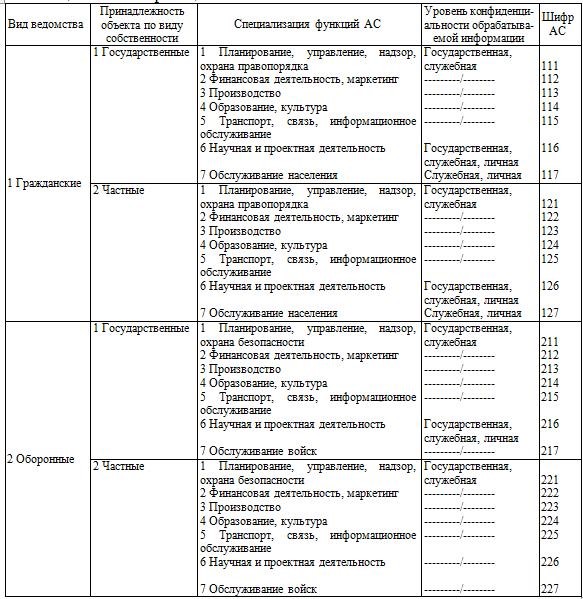 Вид ведомства
Принадлежность
объекта по виду
собственности
Специализация функций АС
Уровень конфиденци-
альности обрабатыва-
емой информации
Шифр
АС
1 Гражданские
1 Государственные
1 Планирование, управление, надзор, Государственная,
охрана правопорядка служебная 111
2 Финансовая деятельность, маркетинг ---------/-------- 112
3 Производство ---------/-------- 113
4 Образование, культура ---------/-------- 114
5 Транспорт, связь, информационное ---------/-------- 115
обслуживание
6 Научная и проектная деятельность Государственная, 116
служебная, личная
7 Обслуживание населения Служебная, личная 117
2 Частные
1 Планирование, управление, надзор, Государственная,
охрана правопорядка служебная 121
2 Финансовая деятельность, маркетинг ---------/-------- 122
3 Производство ---------/-------- 123
4 Образование, культура ---------/-------- 124
5 Транспорт, связь, информационное ---------/-------- 125
обслуживание
6 Научная и проектная деятельность Государственная, 126
служебная, личная
7 Обслуживание населения Служебная, личная 127
2 Оборонные
1 Государственные
1 Планирование, управление, надзор, Государственная,
охрана безопасности служебная 211
2 Финансовая деятельность, маркетинг ---------/-------- 212
3 Производство ---------/-------- 213
4 Образование, культура ---------/-------- 214
5 Транспорт, связь, информационное ---------/-------- 215
обслуживание
6 Научная и проектная деятельность Государственная, 216
служебная, личная
7 Обслуживание войск ---------/-------- 217
2 Частные
1 Планирование, управление, надзор, Государственная,
охрана безопасности служебная 221
2 Финансовая деятельность, маркетинг ---------/-------- 222
3 Производство ---------/-------- 223
4 Образование, культура ---------/-------- 224
5 Транспорт, связь, информационное ---------/-------- 225
обслуживание
6 Научная и проектная деятельность ---------/-------- 226
7 Обслуживание войск ---------/-------- 227